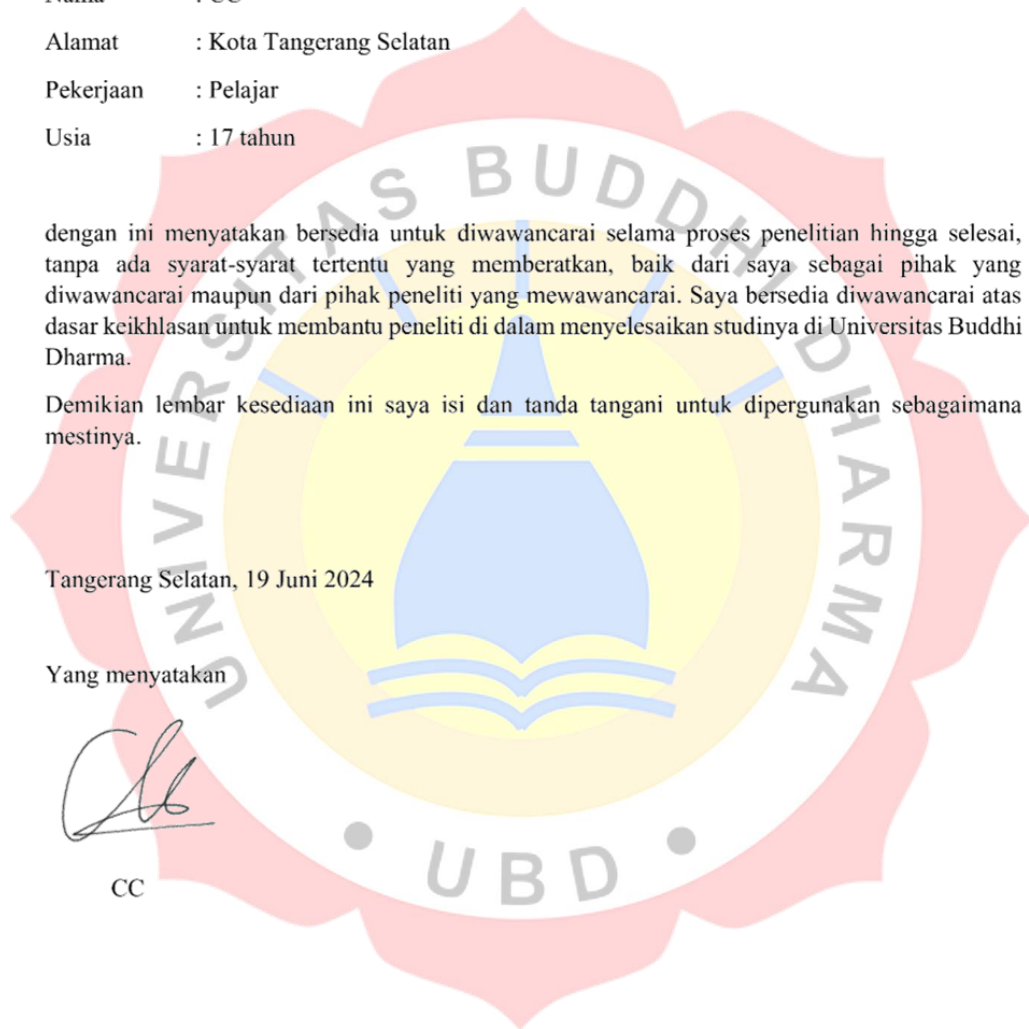 Nama : CC
Alamat : Kota Tangerang Selatan
Pekerjaan : Pelajar
Usia : 17 tahun
UNIVERSITAS BUDDHI DHARMA
dengan ini menyatakan bersedia untuk diwawancarai selama proses penelitian hingga selesai,
tanpa ada syarat-syarat tertentu yang memberatkan, baik dari saya sebagai pihak yang
diwawancarai maupun dari pihak peneliti yang mewawancarai. Saya bersedia diwawancarai atas
dasar keikhlasan untuk membantu peneliti di dalam menyelesaikan studinya di Universitas Buddhi
Dharma.
Demikian lembar kesediaan ini saya isi dan tanda tangani untuk dipergunakan sebagaimana
mestinya.
Tangerang Selatan, 19 Juni 2024
Yang menyatakan
CC
UBD